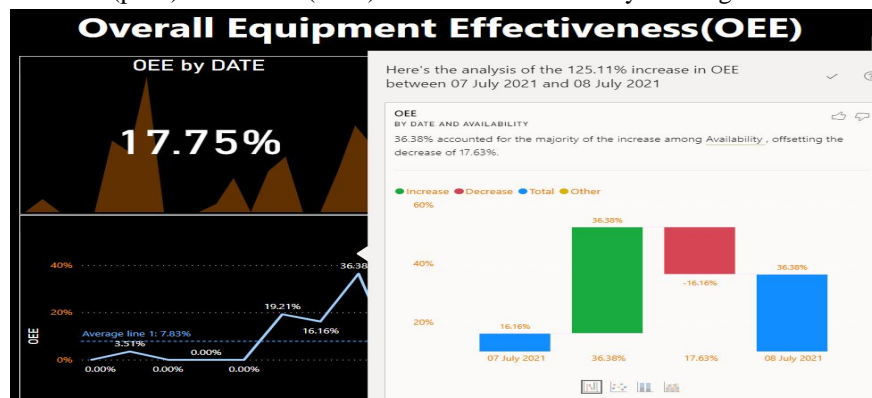 (pcs)
Overall Equipment Effectiveness(OEE)
OEE by DATE
17.75%
40%
20%
0%
OEE
Average line 1: 7.83%
0.00%
3.51%
0.00%
0.00%
0.00%
19.21%
16.16%
36.38
Here's the analysis of the 125.11% increase in OEE
between 07 July 2021 and 08 July 2021
OEE
BY DATE AND AVAILABILITY
36.38% accounted for the majority of the increase among Availability , offsetting the
decrease of 17.63%.
Increase Decrease Total Other
60%
40%
20%
16.16%
36.38%
-16.16%
36.38%
07 July 2021 36.38% 17.63% 08 July 2021